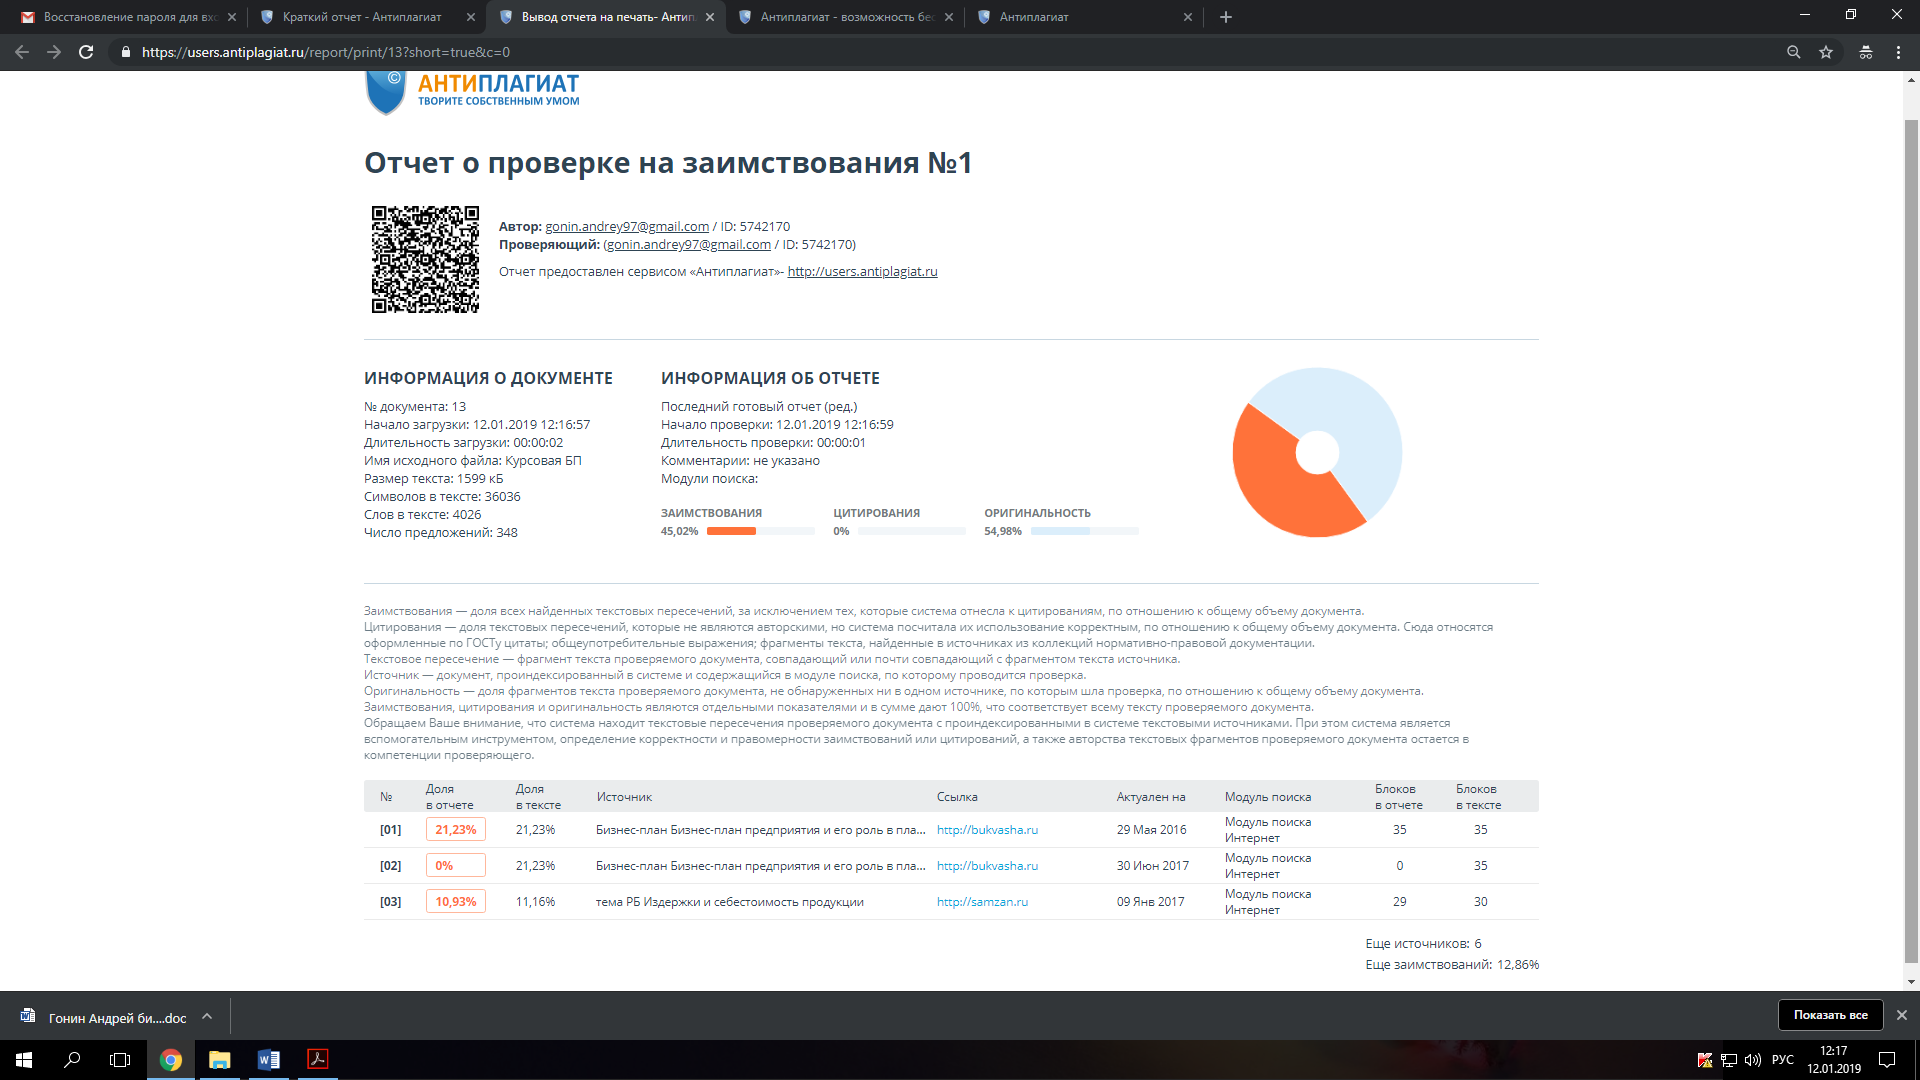 Восстановление пароля для вхо
Краткий отчет - Антиплагиат
Вывод отчета на печать- Антипл
Антиплагиат - возможность бес
Антиплагиат
https://users.antiplagiat.ru/report/print/13?short=true&c=0
АНТИПЛАГИАТ
ТВОРИТЕ СОБСТВЕННЫМ УМОМ
Отчет о проверке на заимствования №1
Автор: gonin.andrey97@gmail.com / ID: 5742170
Проверяющий: (gonin.andrey97@gmail.com / ID: 5742170)
Отчет предоставлен сервисом «Антиплагиат»- http://users.antiplagiat.ru
ИНФОРМАЦИЯ О ДОКУМЕНТЕ
№ документа: 13
Начало загрузки: 12.01.2019 12:16:57
Длительность загрузки: 00:00:02
Имя исходного файла: Курсовая БП
Размер текста: 1599 кБ
Символов в тексте: 36036
Слов в тексте: 4026
Число предложений: 348
ИНФОРМАЦИЯ ОБ ОТЧЕТЕ
Последний готовый отчет (ред.)
Начало проверки: 12.01.2019 12:16:59
Длительность проверки: 00:00:01
Комментарии: не указано
Модули поиска:
ЗАИМСТВОВАНИЯ
45,02%
ЦИТИРОВАНИЯ
0%
ОРИГИНАЛЬНОСТЬ
54,98%
Заимствования — доля всех найденных текстовых пересечений, за исключением тех, которые система отнесла к цитированиям, по отношению к общему объему документа.
Цитирования — доля текстовых пересечений, которые не являются авторскими, но система посчитала их использование корректным, по отношению к общему объему документа. Сюда относятся
оформленные по ГОСТу цитаты; общеупотребительные выражения; фрагменты текста, найденные в источниках из коллекций нормативно-правовой документации.
Текстовое пересечение — фрагмент текста проверяемого документа, совпадающий или почти совпадающий с фрагментом текста источника.
Источник — документ, проиндексированный в системе и содержащийся в модуле поиска, по которому проводится проверка.
Оригинальность — доля фрагментов текста проверяемого документа, не обнаруженных ни в одном источнике, по которым шла проверка, по отношению к общему объему документа.
Заимствования, цитирования и оригинальность являются отдельными показателями и в сумме дают 100%, что соответствует всему тексту проверяемого документа.
Обращаем Ваше внимание, что система находит текстовые пересечения проверяемого документа с проиндексированными в системе текстовыми источниками. При этом система является
вспомогательным инструментом, определение корректности и правомерности заимствований или цитирований, а также авторства текстовых фрагментов проверяемого документа остается в
компетенции проверяющего.
№ Доля в отчете Доля в тексте Источник Ссылка Актуален на Модуль поиска Блоков в отчете Блоков в тексте
[01] 21,23% 21,23% Бизнес-план Бизнес-план предприятия и его роль в пла... http://bukvasha.ru 29 Мая 2016 Модуль поиска Интернет 35 35
[02] 0% 21,23% Бизнес-план Бизнес-план предприятия и его роль в пла... http://bukvasha.ru 30 Июн 2017 Модуль поиска Интернет 0 35
[03] 10,93% 11,16% тема РБ Издержки и себестоимость продукции http://samzan.ru 09 Янв 2017 Модуль поиска Интернет 29 30
Еще источников: 6
Еще заимствований: 12,86%
Гонин Андрей би....doc
Показать все
РУС
12:17
12.01.2019